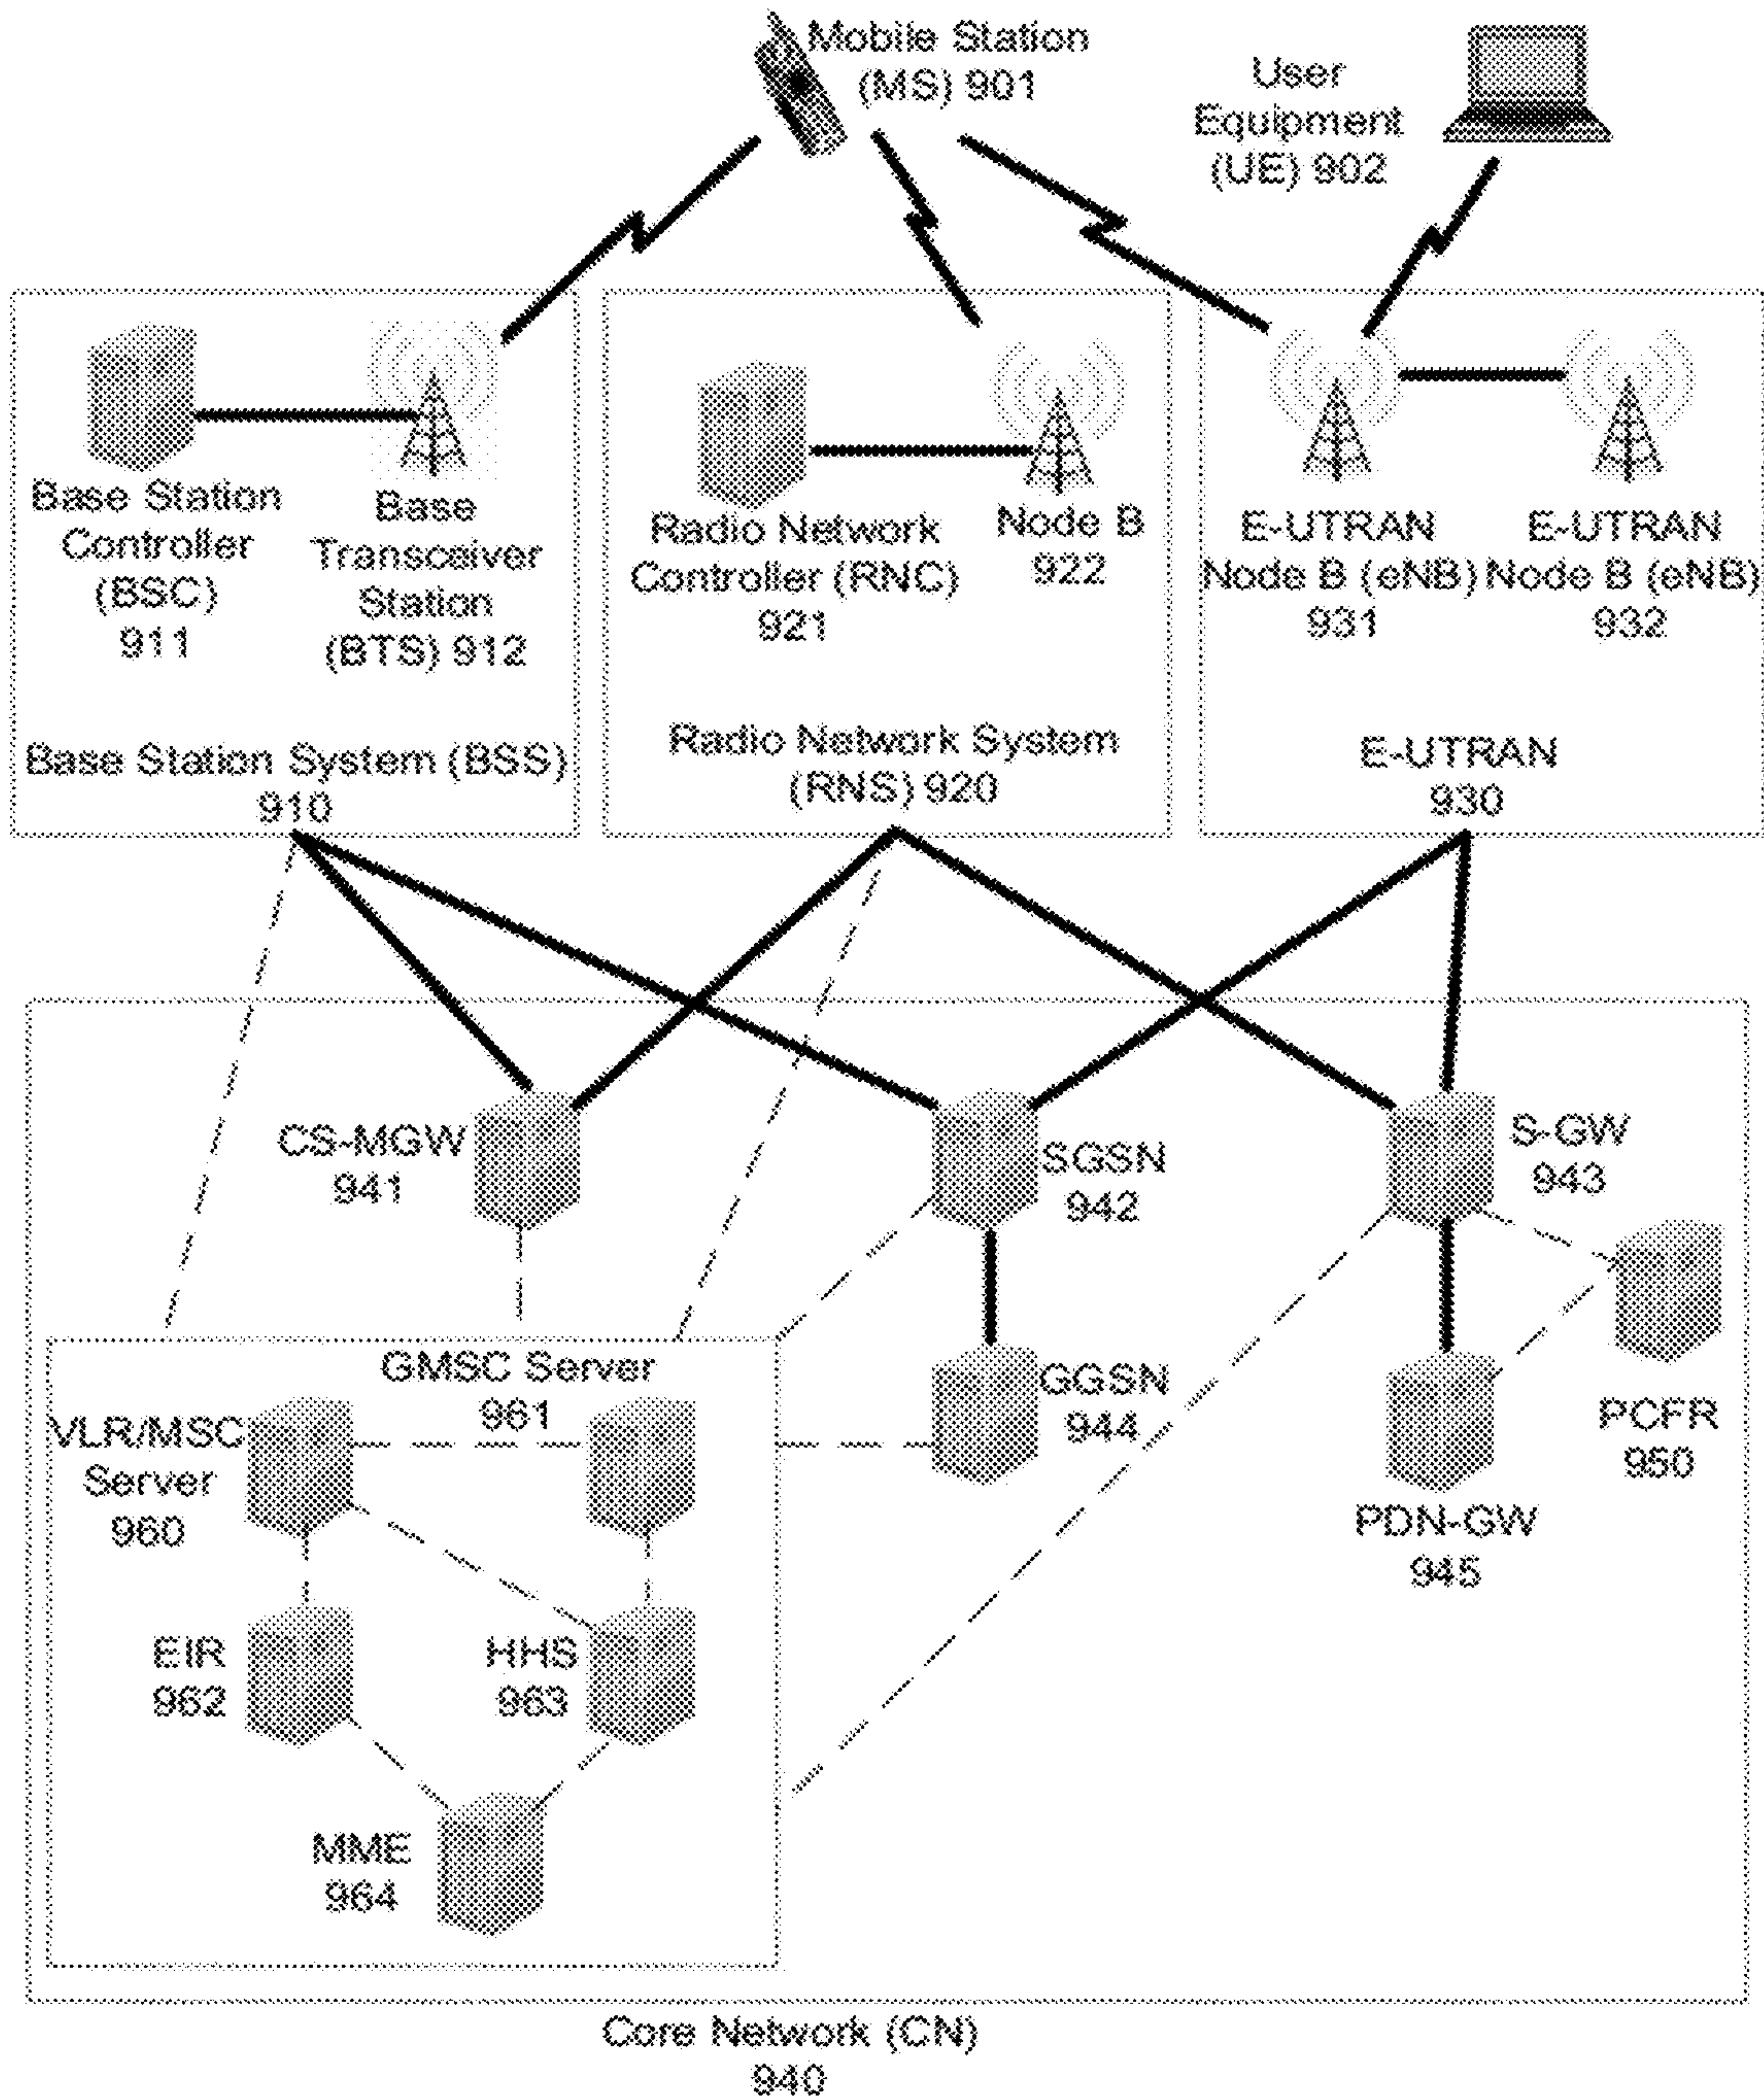 Mobile Station
(MS) 901
User
Equipment
(UE) 902
Base Station
Controller
(BSC)
911
Base
Transceiver
Station
(BTS) 912
Base Station System (BSS)
910
Radio Network
Controller (RNC)
921
Node B
922
Radio Network System
(RNS) 920
E-UTRAN
Node B (eNB)
931
E-UTRAN
Node B (eNB)
932
E-UTRAN
930
CS-MGW
941
SGSN
942
S-GW
943
GMSC Server
961
VLR/MSC
Server
960
GGSN
944
PCFR
950
PDN-GW
945
EIR
962
HHS
963
MME
964
Core Network (CN)
940